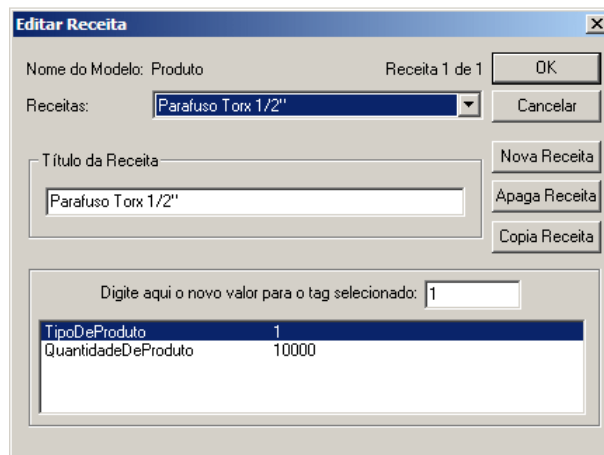 Editar Receita
Nome do Modelo: Produto Receita 1 de 1 OK
Receitas: Parafuso Torx 1/2" Cancelar
Título da Receita Nova Receita
Parafuso Torx 1/2" Apaga Receita
Copia Receita
Digite aqui o novo valor para o tag selecionado: 1
TipoDeProduto 1
QuantidadeDeProduto 10000